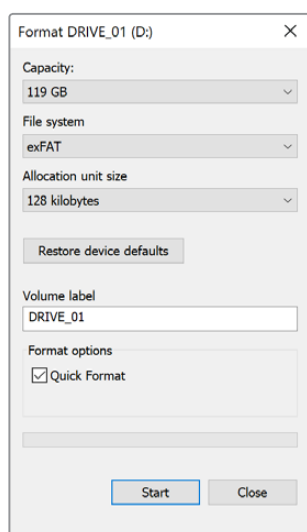 Format DRIVE_01 (D:)
Capacity:
119 GB
File system
exFAT
Allocation unit size
128 kilobytes
Restore device defaults
Volume label
DRIVE_01
Format options
Quick Format
Start Close